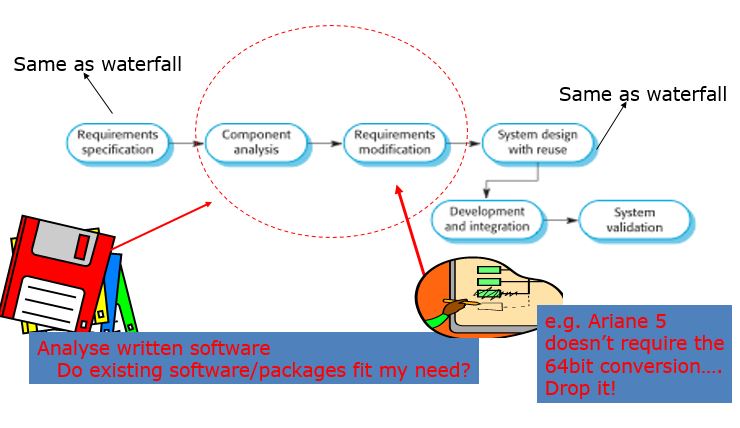 Same as waterfall
Same as waterfall
Requirements
specification
Component
analysis
Requirements
modification
System design
with reuse
Development
and integration
System
validation
Analyse written software
Do existing software/packages fit my need?
e.g. Ariane 5
doesn’t require the
64bit conversion….
Drop it!